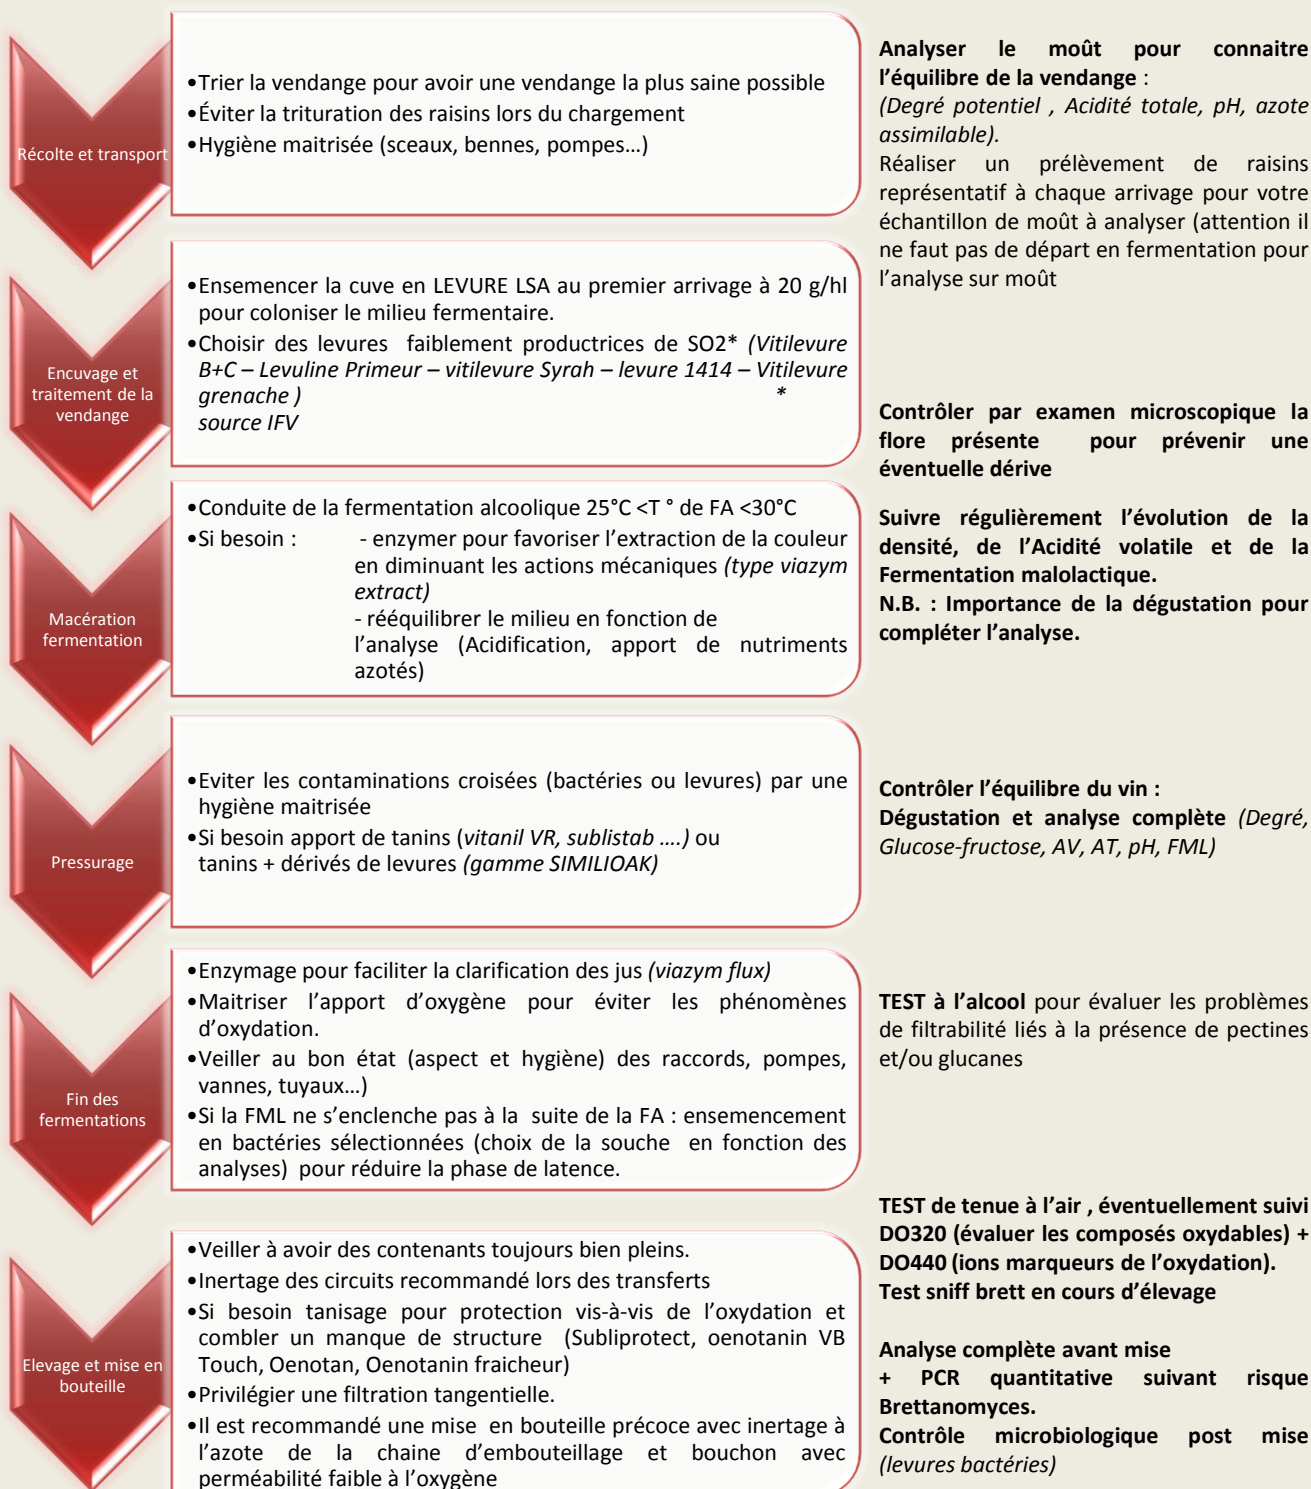 Récolte et transport
•Trier la vendange pour avoir une vendange la plus saine possible
•Éviter la trituration des raisins lors du chargement
•Hygiène maitrisée (sceaux, bennes, pompes…)
Analyser le moût pour connaitre
l’équilibre de la vendange :
(Degré potentiel , Acidité totale, pH, azote
assimilable).
Réaliser un prélèvement de raisins
représentatif à chaque arrivage pour votre
échantillon de moût à analyser (attention il
ne faut pas de départ en fermentation pour
l’analyse sur moût
Encuvage et
traitement de la
vendange
•Ensemencer la cuve en LEVURE LSA au premier arrivage à 20 g/hl
pour coloniser le milieu fermentaire.
•Choisir des levures faiblement productrices de SO2* (Vitilevure
B+C – Levuline Primeur – vitilevure Syrah – levure 1414 – Vitilevure
grenache ) *
source IFV
Contrôler par examen microscopique la
flore présente pour prévenir une
éventuelle dérive
Macération
fermentation
•Conduite de la fermentation alcoolique 25°C <T ° de FA <30°C
•Si besoin : - enzymer pour favoriser l’extraction de la couleur
en diminuant les actions mécaniques (type viazym
extract)
- rééquilibrer le milieu en fonction de
l’analyse (Acidification, apport de nutriments
azotés)
Suivre régulièrement l’évolution de la
densité, de l’Acidité volatile et de la
Fermentation malolactique.
N.B. : Importance de la dégustation pour
compléter l’analyse.
Pressurage
•Eviter les contaminations croisées (bactéries ou levures) par une
hygiène maitrisée
•Si besoin apport de tanins (vitanil VR, sublistab ….) ou
tanins + dérivés de levures (gamme SIMILIOAK)
Contrôler l’équilibre du vin :
Dégustation et analyse complète (Degré,
Glucose-fructose, AV, AT, pH, FML)
Fin des
fermentations
•Enzymage pour faciliter la clarification des jus (viazym flux)
•Maitriser l’apport d’oxygène pour éviter les phénomènes
d’oxydation.
•Veiller au bon état (aspect et hygiène) des raccords, pompes,
vannes, tuyaux…)
•Si la FML ne s’enclenche pas à la suite de la FA : ensemencement
en bactéries sélectionnées (choix de la souche en fonction des
analyses) pour réduire la phase de latence.
TEST à l’alcool pour évaluer les problèmes
de filtrabilité liés à la présence de pectines
et/ou glucanes
Elevage et mise en
bouteille
•Veiller à avoir des contenants toujours bien pleins.
•Inertage des circuits recommandé lors des transferts
•Si besoin tanisage pour protection vis-à-vis de l’oxydation et
combler un manque de structure (Subliprotect, oenotanin VB
Touch, Oenotan, Oenotanin fraicheur)
•Privilégier une filtration tangentielle.
•Il est recommandé une mise en bouteille précoce avec inertage à
l’azote de la chaine d’embouteillage et bouchon avec
perméabilité faible à l’oxygène
TEST de tenue à l’air , éventuellement suivi
DO320 (évaluer les composés oxydables) +
DO440 (ions marqueurs de l’oxydation).
Test sniff brett en cours d’élevage
Analyse complète avant mise
+ PCR quantitative suivant risque
Brettanomyces.
Contrôle microbiologique post mise
(levures bactéries)